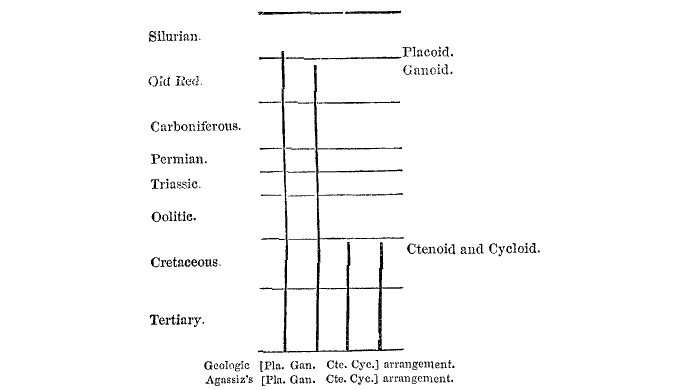 Silurian.
Placoid.
Ganoid.
Old Red.
Carboniferous.
Permian.
Triassic.
Oolitic.
Ctenoid and Cycloid.
Cretaceous.
Tertiary.
Geologic [Pla. Gan. Cte. Cyc.] arrangement.
Agassiz's [Pla. Gan. Cte. Cyc.] arrangement.